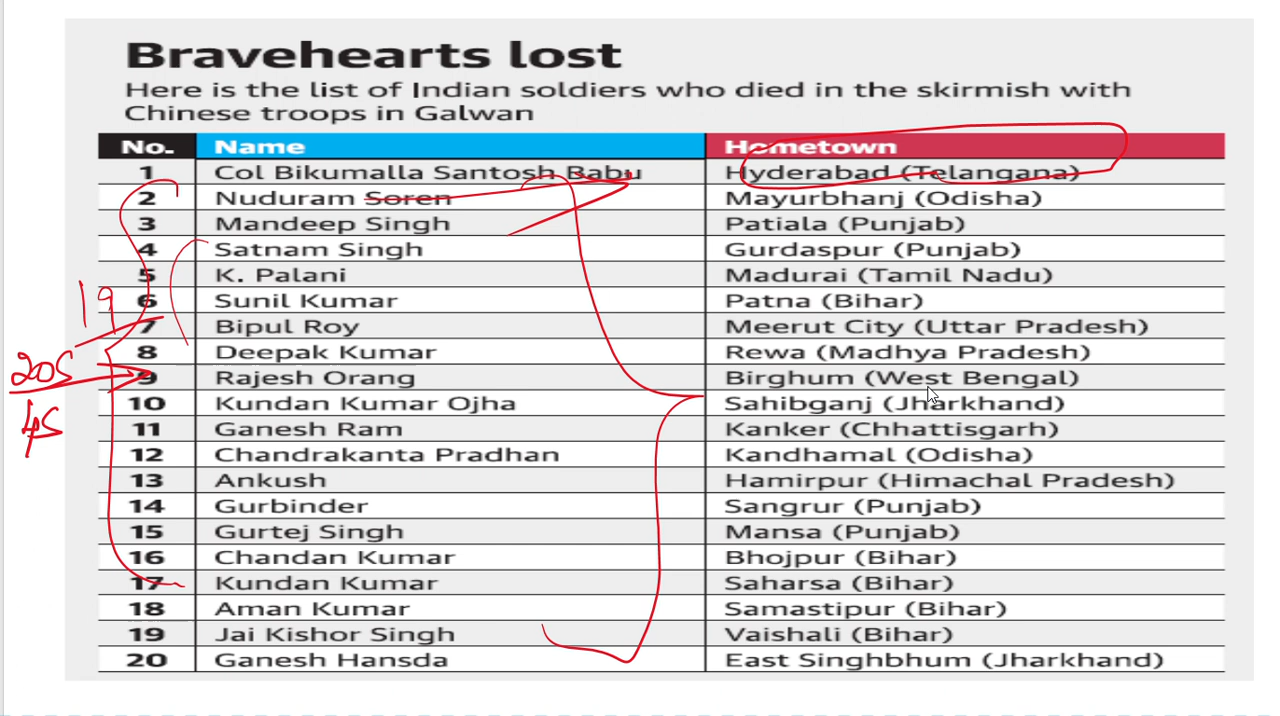 Bravehearts lost
Here is the list of Indian soldiers who died in the skirmish with
Chinese troops in Galwan
No. Name Hometown
1 Col Bikumalla Santosh Babu Hyderabad (Telangana)
2 Nuduram Soren Mayurbhanj (Odisha)
3 Mandeep Singh Patiala (Punjab)
4 Satnam Singh Gurdaspur (Punjab)
5 K. Palani Madurai (Tamil Nadu)
6 Sunil Kumar Patna (Bihar)
19
7 Bipul Roy Meerut City (Uttar Pradesh)
8 Deepak Kumar Rewa (Madhya Pradesh)
9 Rajesh Orang Birghum (West Bengal)
10 Kundan Kumar Ojha Sahibganj (Jharkhand)
11 Ganesh Ram Kanker (Chhattisgarh)
12 Chandrakanta Pradhan Kandhamal (Odisha)
13 Ankush Hamirpur (Himachal Pradesh)
14 Gurbinder Sangrur (Punjab)
15 Gurtej Singh Mansa (Punjab)
16 Chandan Kumar Bhojpur (Bihar)
17 Kundan Kumar Saharsa (Bihar)
18 Aman Kumar Samastipur (Bihar)
19 Jai Kishor Singh Vaishali (Bihar)
20 Ganesh Hansda East Singhbhum (Jharkhand)